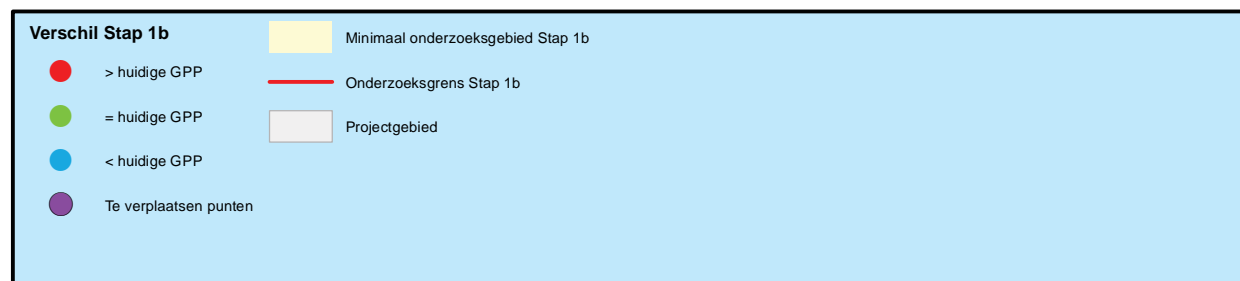 Verschil Stap 1b
> huidige GPP
= huidige GPP
< huidige GPP
Te verplaatsen punten
Minimaal onderzoeksgebied Stap 1b
Onderzoeksgrens Stap 1b
Projectgebied